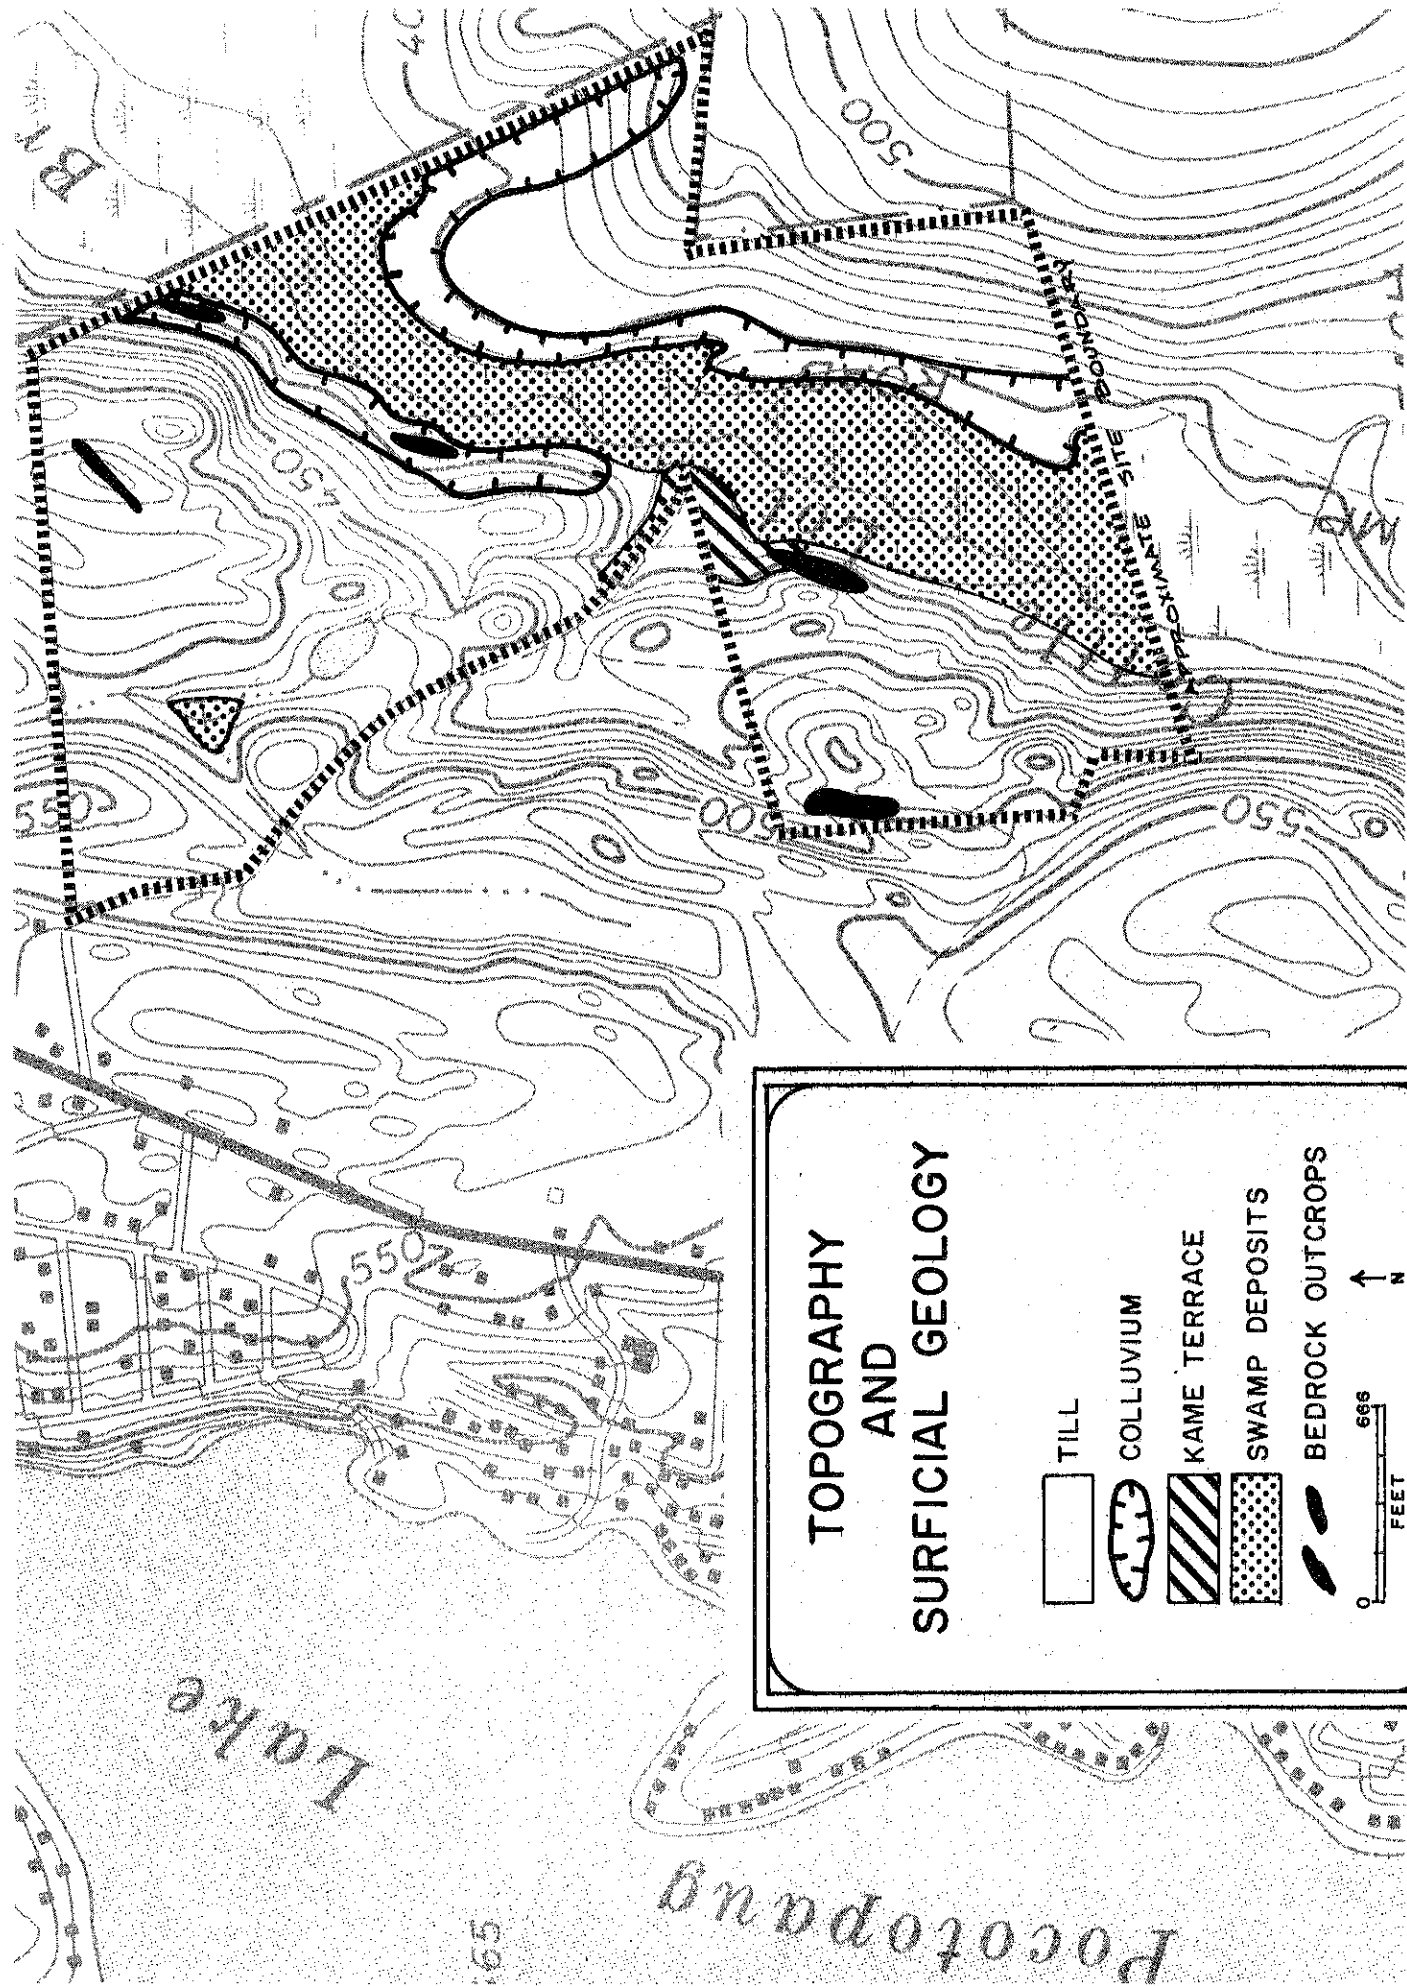 TOPOGRAPHY
AND
SURFICIAL GEOLOGY
TILL
COLLUVIUM
KAME TERRACE
SWAMP DEPOSITS
BEDROCK OUTCROPS
0 666
FEET
N
APPROXIMATE SITE BOUNDARY
Lake
Pocotopaug
500
450
550
500
550
550